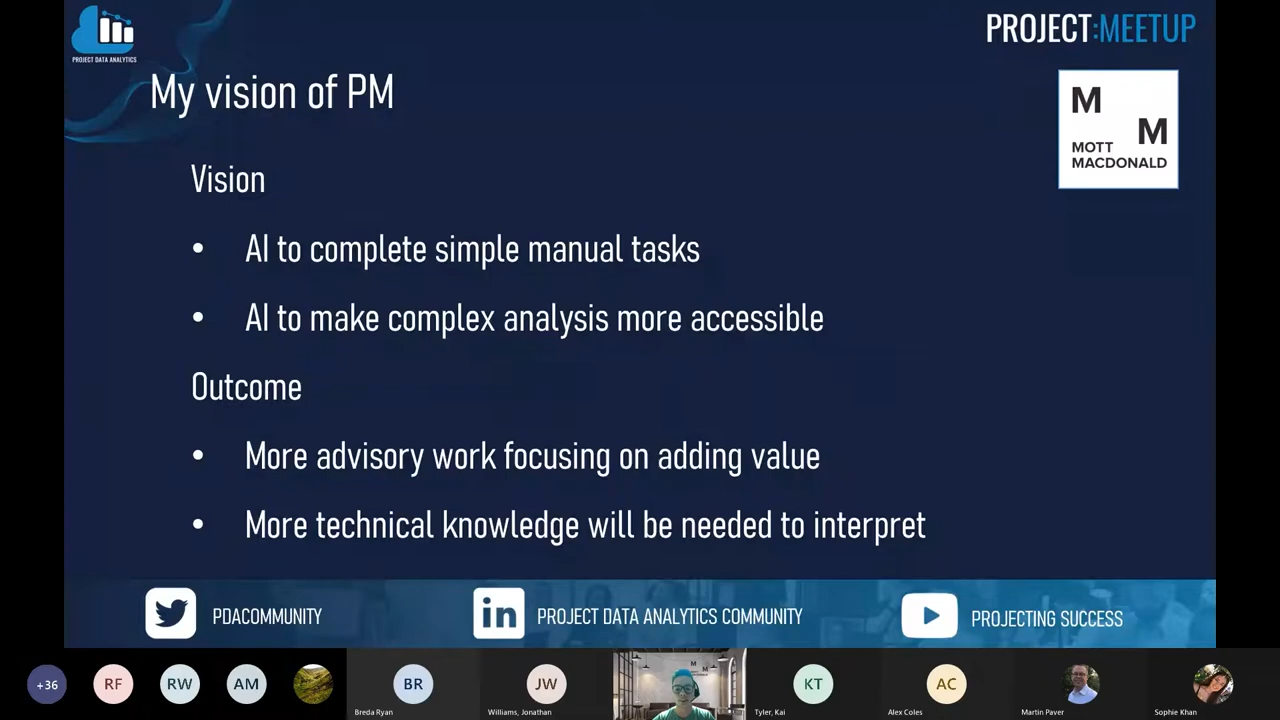 PROJECT DATA ANALYTICS
PROJECT:MEETUP
My vision of PM
M
M
MOTT
MACDONALD
Vision
• AI to complete simple manual tasks
• AI to make complex analysis more accessible
Outcome
• More advisory work focusing on adding value
• More technical knowledge will be needed to interpret
in
PDACOMMUNITY
PROJECT DATA ANALYTICS COMMUNITY
PROJECTING SUCCESS
+36
RF
RW
AM
BR
JW
M
M
KT
AC
Breda Ryan
Williams, Jonathan
Tyler, Kai
Alex Coles
Martin Paver
Sophie Khan